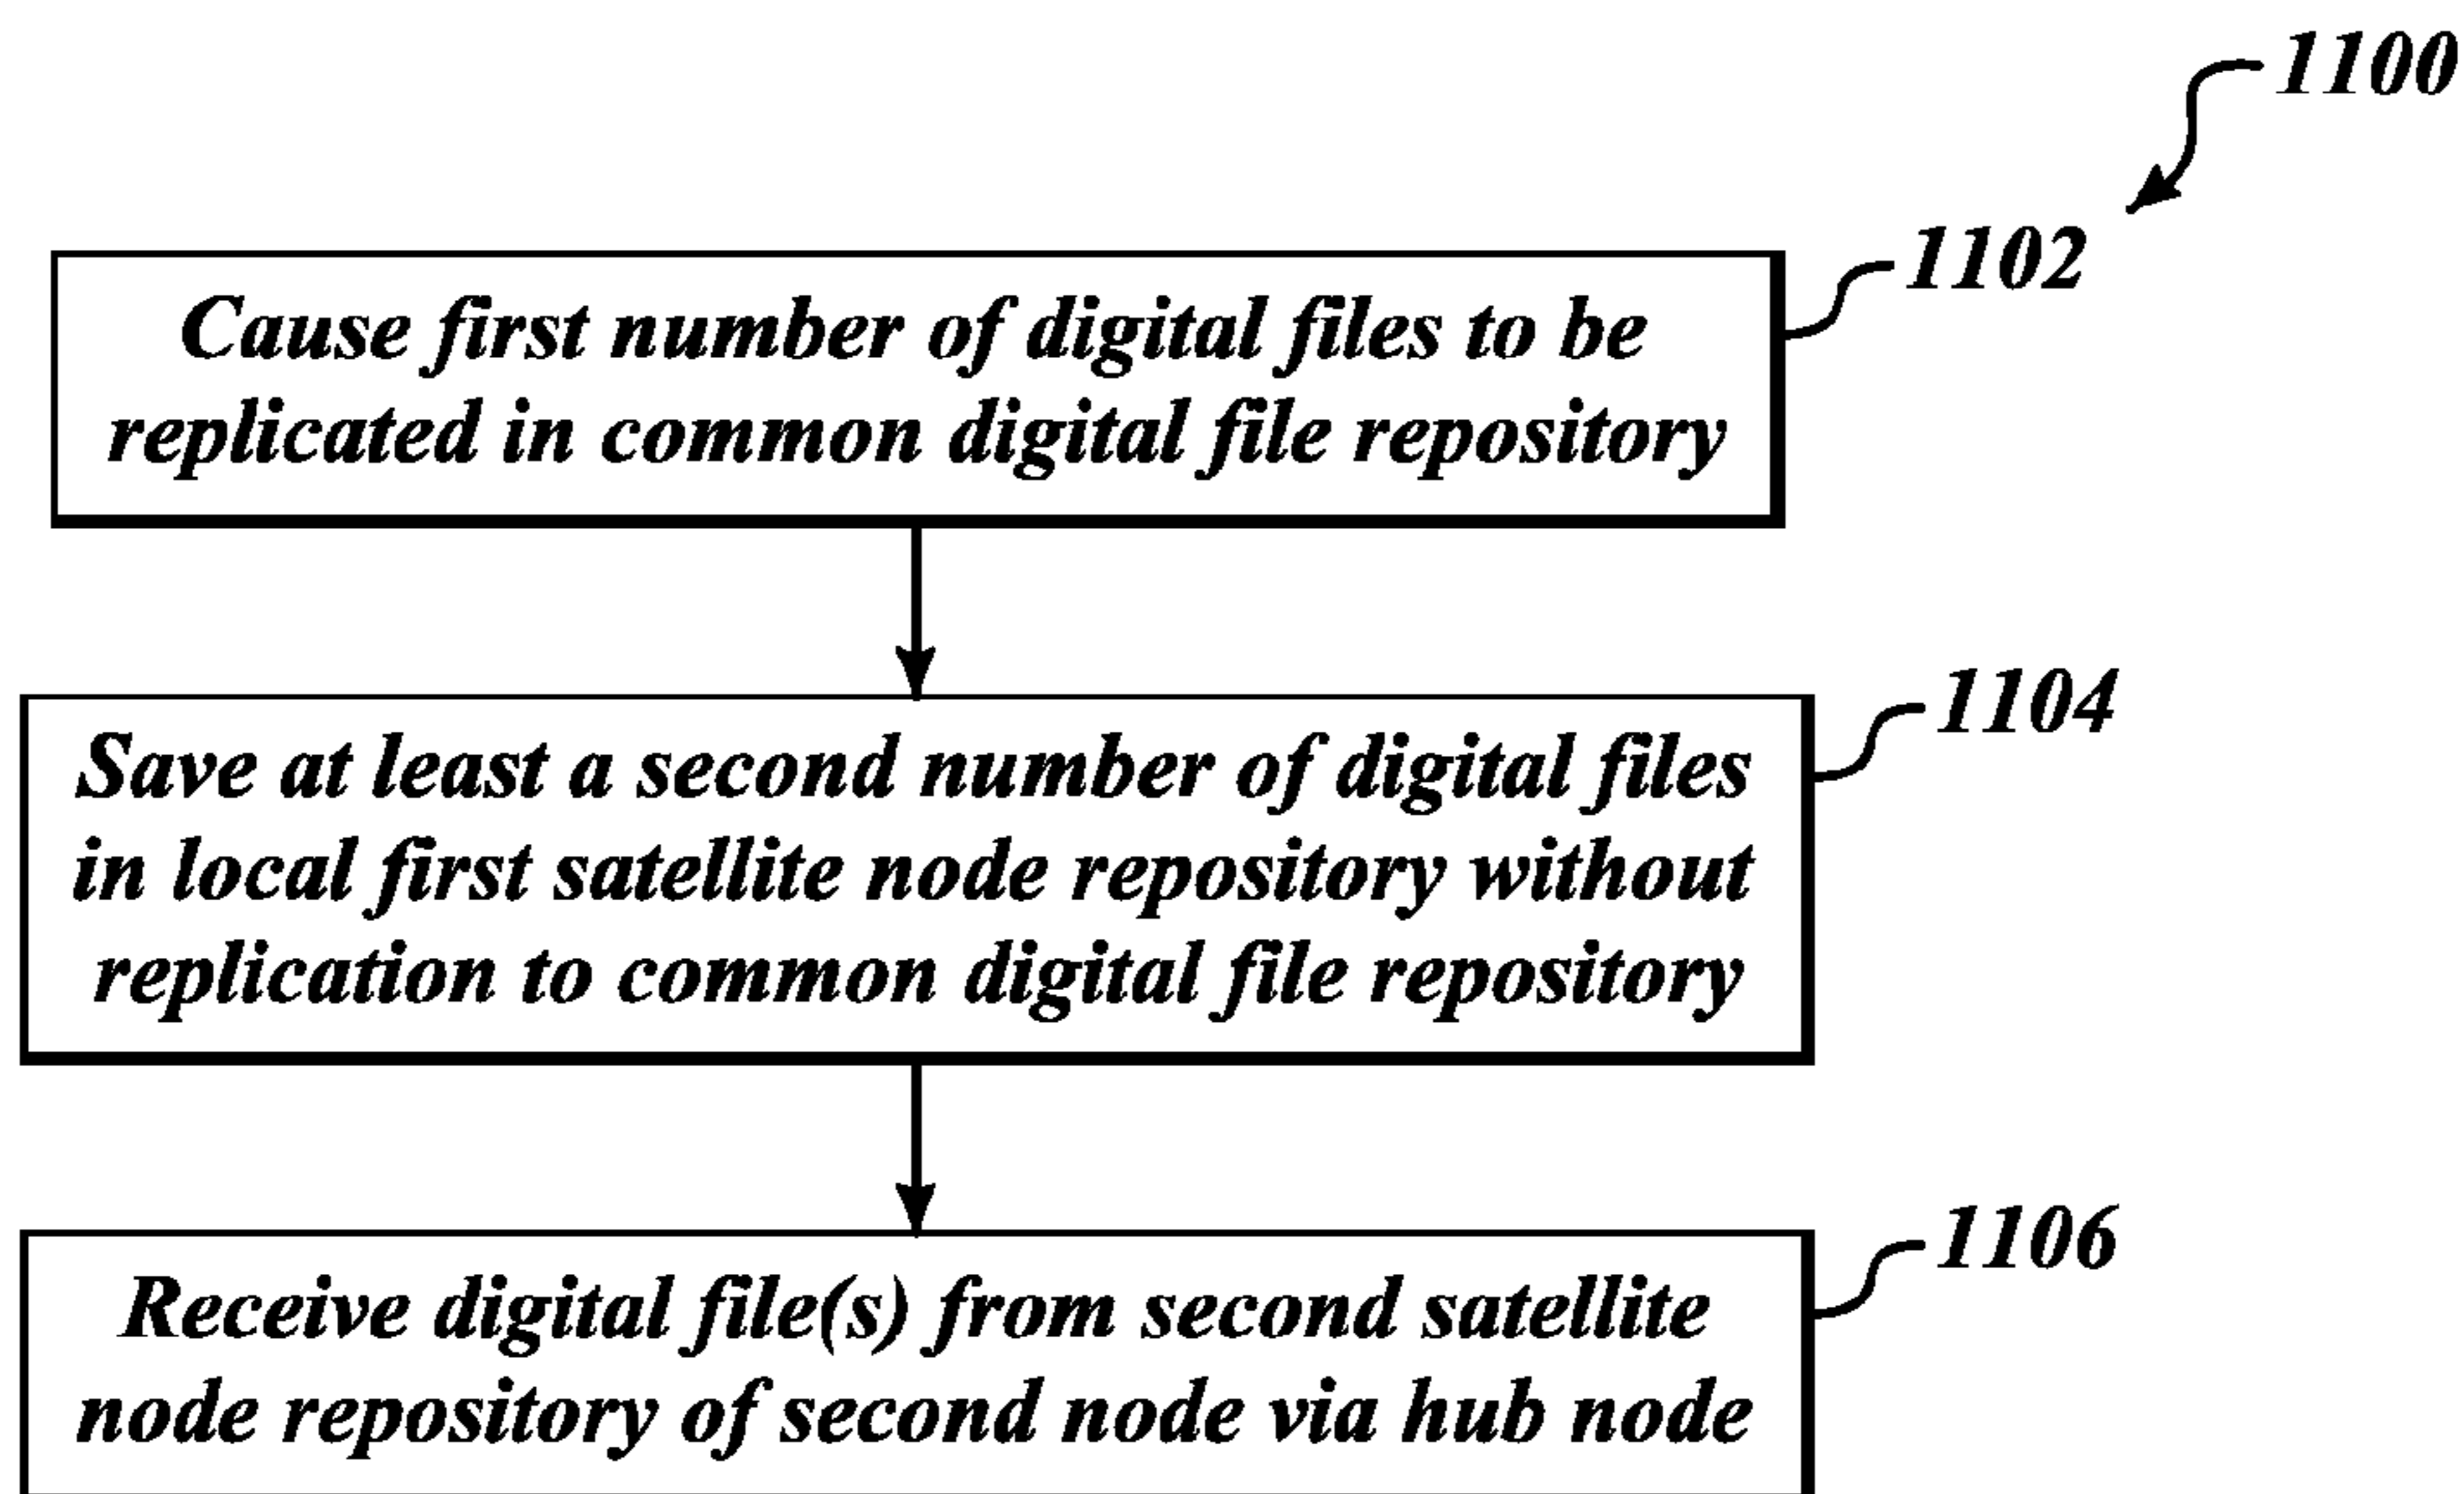 1100
1102
Cause first number of digital files to be
replicated in common digital file repository
1104
Save at least a second number of digital files
in local first satellite node repository without
replication to common digital file repository
1106
Receive digital file(s) from second satellite
node repository of second node via hub node